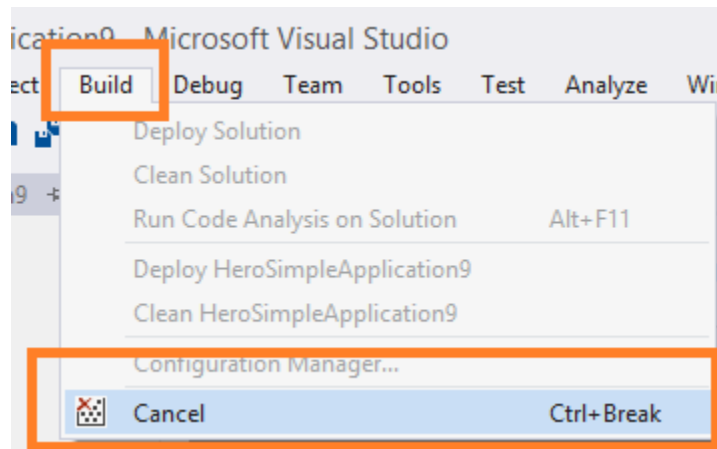 ication9 - Microsoft Visual Studio
ect Build Debug Team Tools Test Analyze Wi
Deploy Solution
Clean Solution
n9
Run Code Analysis on Solution Alt+F11
Deploy HeroSimpleApplication9
Clean HeroSimpleApplication9
Configuration Manager...
Cancel Ctrl+Break